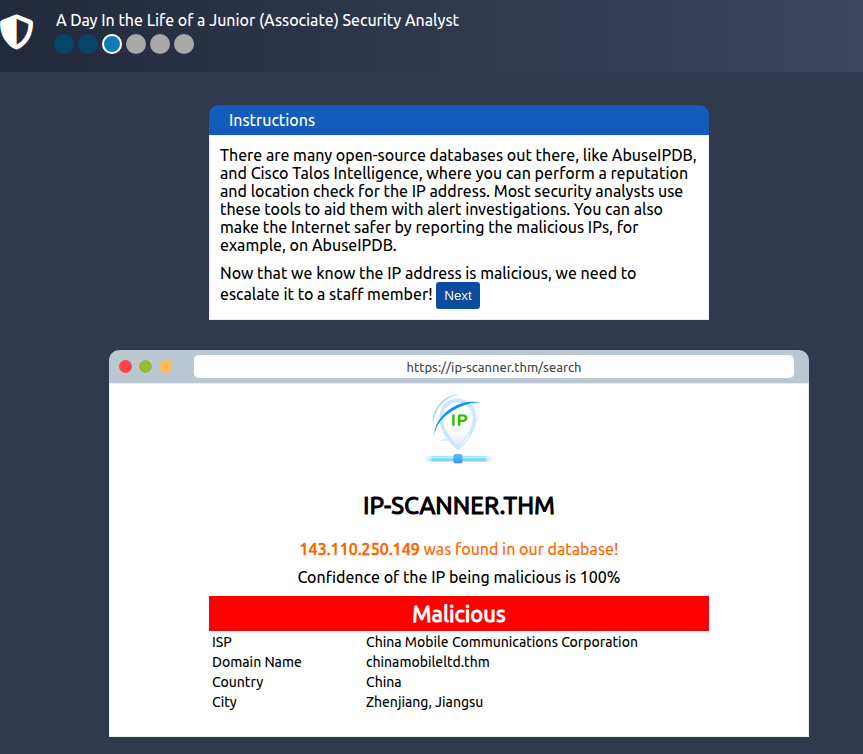 A Day In the Life of a Junior (Associate) Security Analyst
Instructions
There are many open-source databases out there, like AbuseIPDB,
and Cisco Talos Intelligence, where you can perform a reputation
and location check for the IP address. Most security analysts use
these tools to aid them with alert investigations. You can also
make the Internet safer by reporting the malicious IPs, for
example, on AbuseIPDB.
Now that we know the IP address is malicious, we need to
escalate it to a staff member! Next
https://ip-scanner.thm/search
IP
IP-SCANNER.THM
143.110.250.149 was found in our database!
Confidence of the IP being malicious is 100%
Malicious
ISP China Mobile Communications Corporation
Domain Name chinamobileltd.thm
Country China
City Zhenjiang, Jiangsu